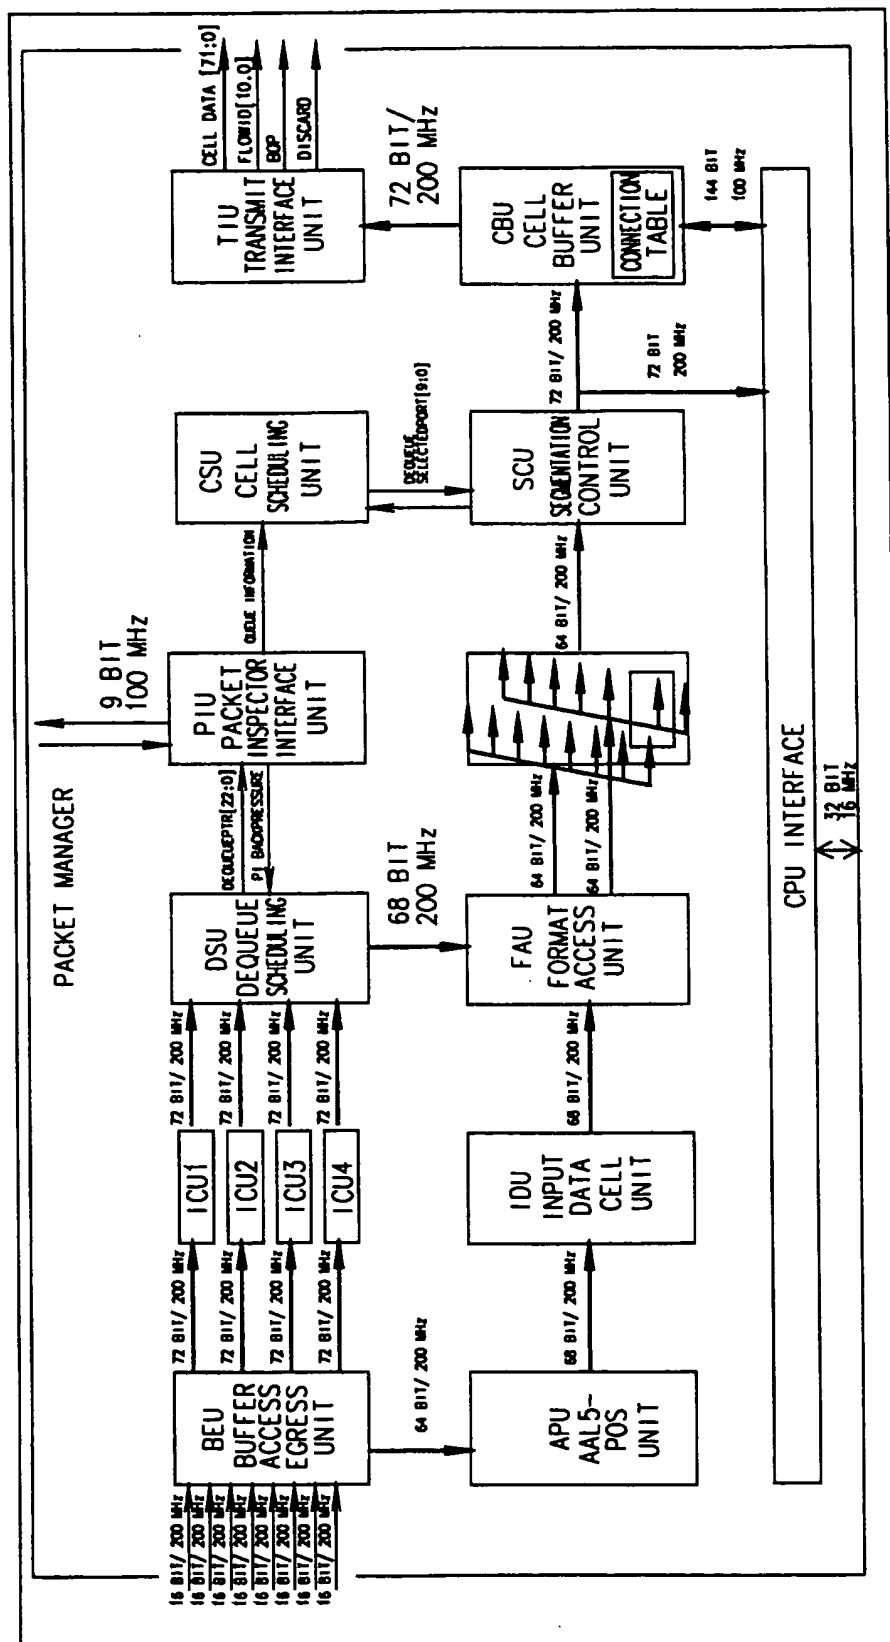 PACKET MANAGER
9 BIT
100 MHz
16 BIT/ 200 MHz
16 BIT/ 200 MHz
16 BIT/ 200 MHz
16 BIT/ 200 MHz
16 BIT/ 200 MHz
16 BIT/ 200 MHz
16 BIT/ 200 MHz
16 BIT/ 200 MHz
BEU
BUFFER
ACCESS
EGRESS
UNIT
72 BIT/ 200 MHz
72 BIT/ 200 MHz
72 BIT/ 200 MHz
72 BIT/ 200 MHz
ICU1
ICU2
ICU3
ICU4
72 BIT/ 200 MHz
72 BIT/ 200 MHz
72 BIT/ 200 MHz
72 BIT/ 200 MHz
DSU
DEQUEUE
SCHEDULING
UNIT
DEQUEUEPTR[22:0]
PI BACKPRESSURE
PIU
PACKET
INSPECTOR
INTERFACE
UNIT
QUEUE INFORMATION
CSU
CELL
SCHEDULING
UNIT
TIU
TRANSMIT
INTERFACE
UNIT
CELL DATA [71:0]
FLOWID[10.0]
BOP
DISCARD
64 BIT/ 200 MHz
68 BIT
200 MHz
DEQUEUE
SELECTEDPORT[9:0]
72 BIT/
200 MHz
APU
AAL5-
POS
UNIT
68 BIT/ 200 MHz
IDU
INPUT
DATA
CELL
UNIT
68 BIT/ 200 MHz
FAU
FORMAT
ACCESS
UNIT
64 BIT/ 200 MHz
64 BIT/ 200 MHz
64 BIT/ 200 MHz
SCU
SEGMENTATION
CONTROL
UNIT
72 BIT/ 200 MHz
CBU
CELL
BUFFER
UNIT
CONNECTION
TABLE
72 BIT
200 MHz
144 BIT
100 MHz
CPU INTERFACE
32 BIT
16 MHz